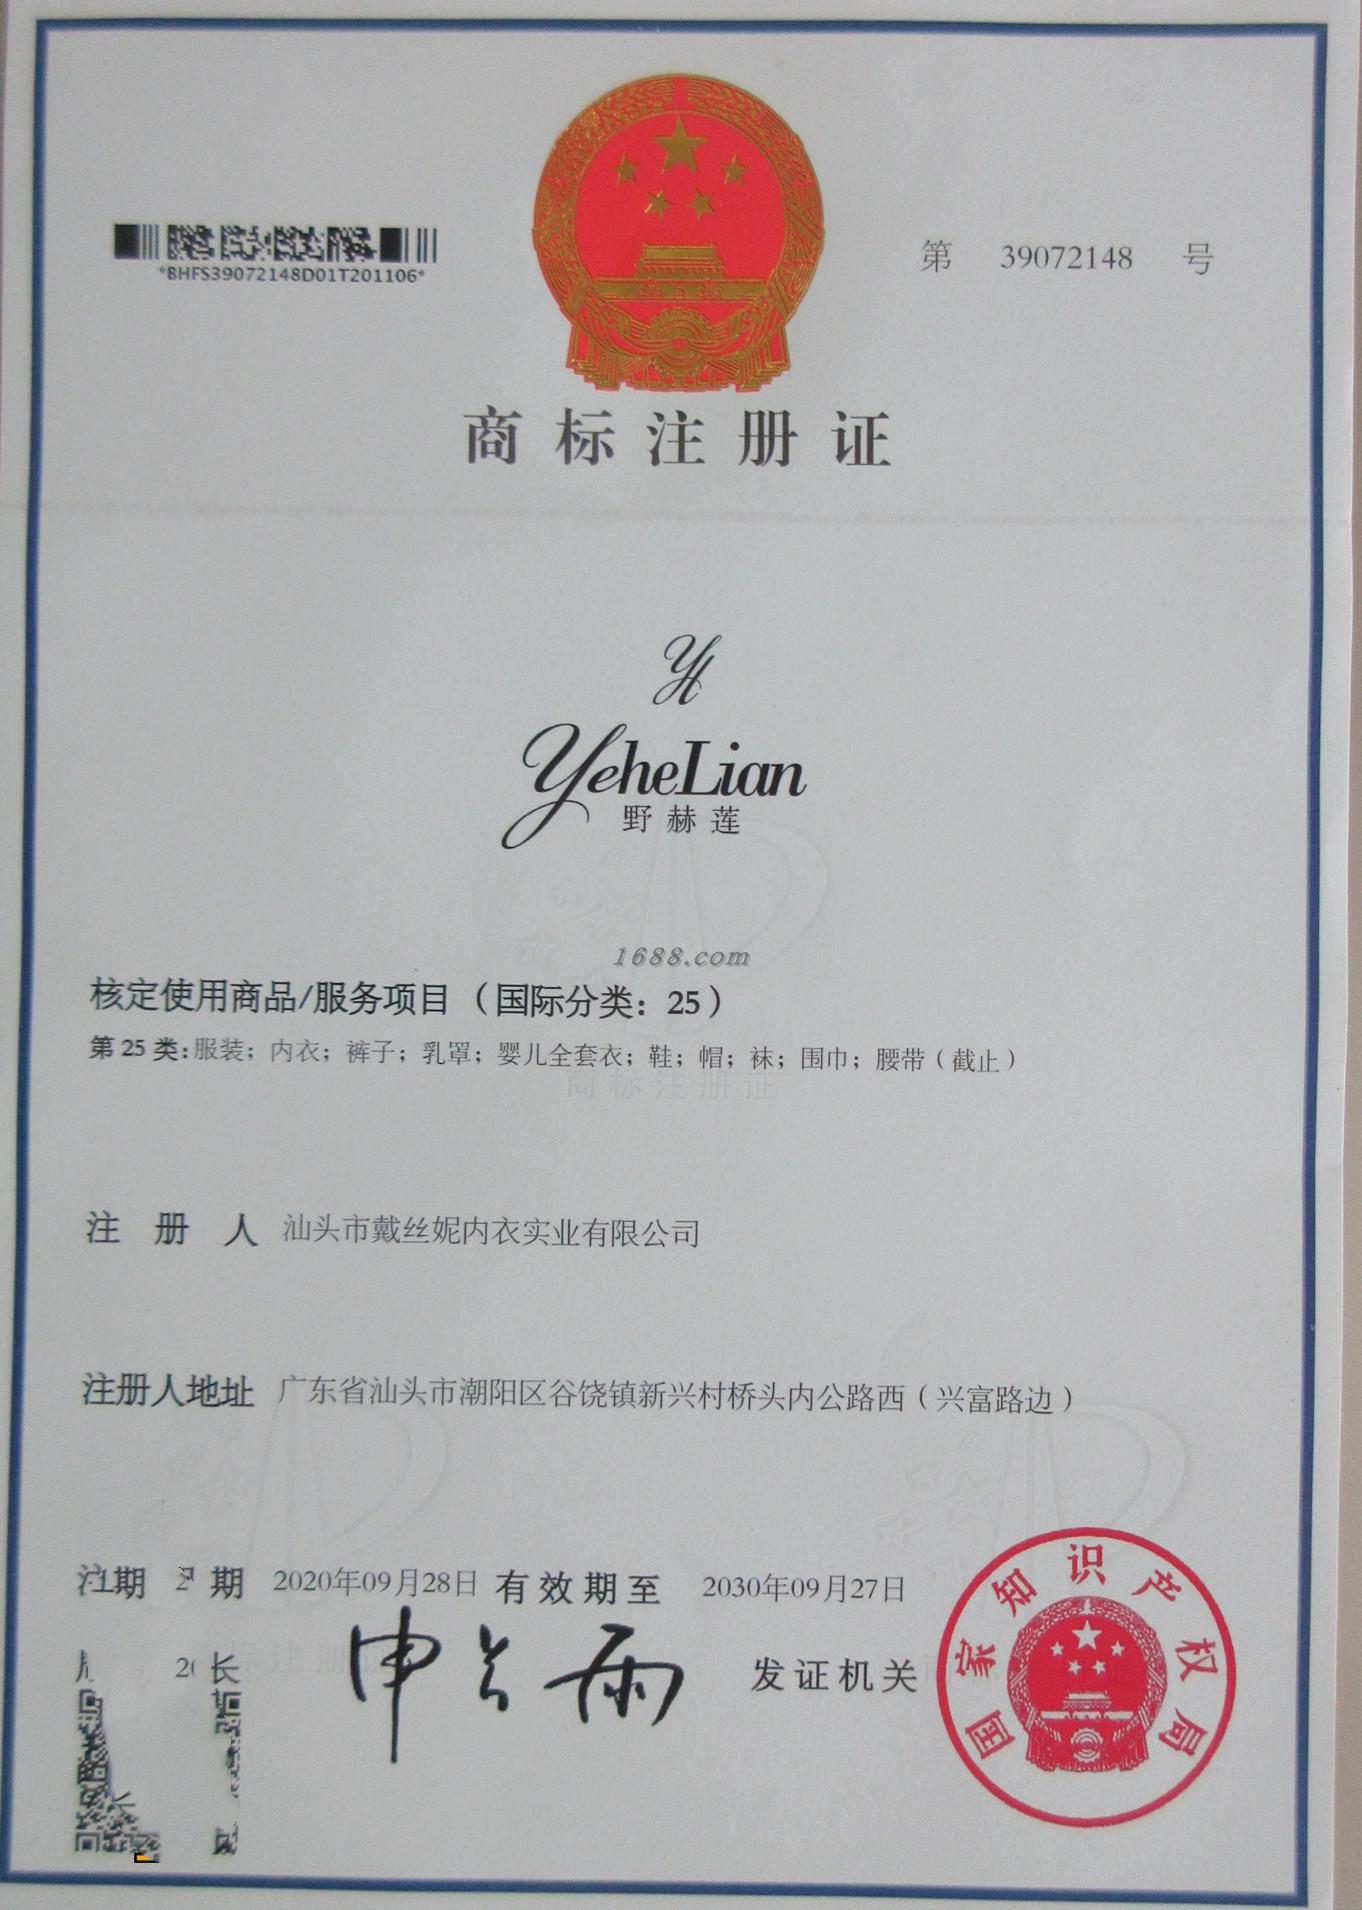 *BHFS39072148D01T201106*
第 39072148 号
商标注册证
YeheLian
野赫莲
1688.com
核定使用商品/服务项目（国际分类：25）
第25类:服装；内衣；裤子；乳罩；婴儿全套衣；鞋；帽；袜；围巾；腰带（截止）
商标注册证
注 册 人 汕头市戴丝妮内衣实业有限公司
注册人地址 广东省汕头市潮阳区谷饶镇新兴村桥头内公路西（兴富路边）
期 期 2020年09月28日 有效期至 2030年09月27日
长 申长雨 发证机关
国家知识产权局